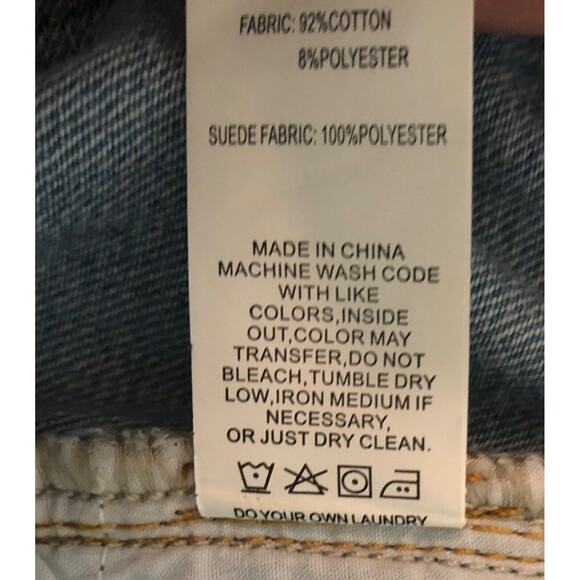 FABRIC: 92%COTTON
8%POLYESTER
SUEDE FABRIC: 100%POLYESTER
MADE IN CHINA
MACHINE WASH CODE
WITH LIKE
COLORS,INSIDE
OUT,COLOR MAY
TRANSFER,DO NOT
BLEACH,TUMBLE DRY
LOW,IRON MEDIUM IF
NECESSARY,
OR JUST DRY CLEAN.
DO YOUR OWN LAUNDRY